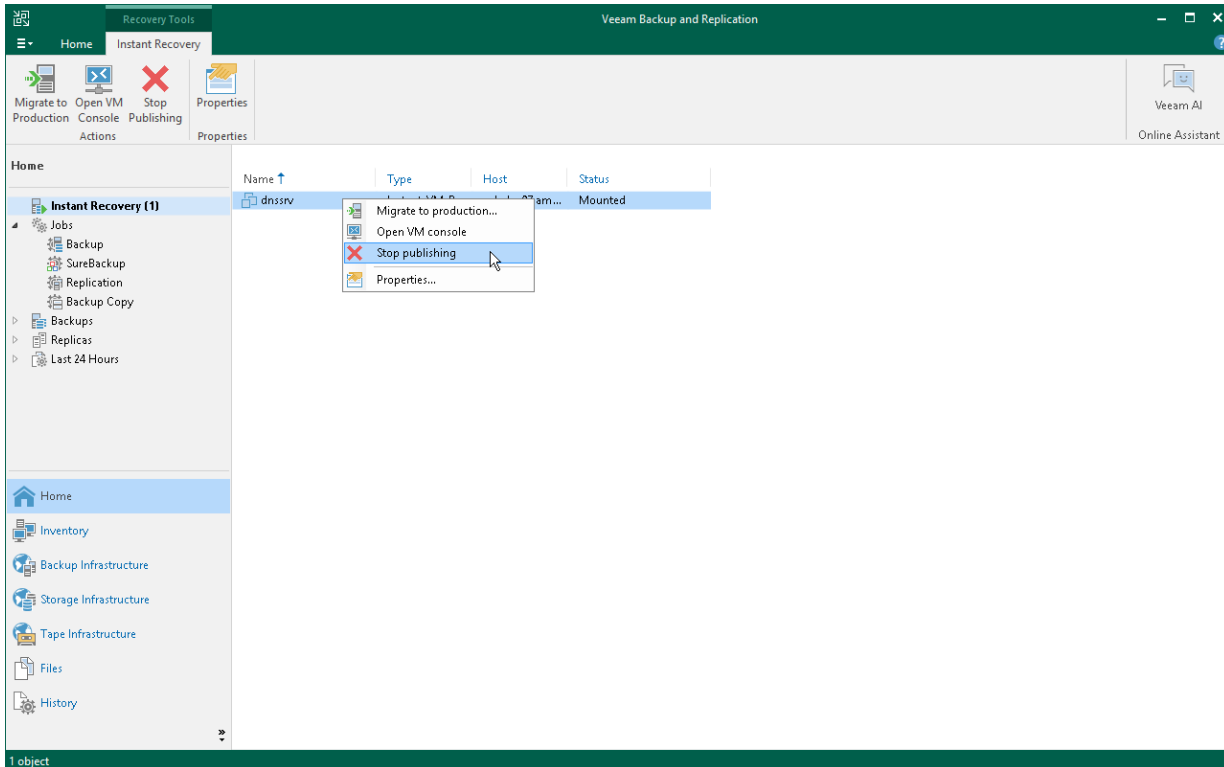 Recovery Tools
Veeam Backup and Replication
Home
Instant Recovery
Migrate to Production
Open VM Console
Stop Publishing
Properties
Actions
Properties
Veeam AI
Online Assistant
Home
Instant Recovery (1)
Jobs
Backup
SureBackup
Replication
Backup Copy
Backups
Replicas
Last 24 Hours
Name
Type
Host
Status
dnssrv
am...
Mounted
Migrate to production...
Open VM console
Stop publishing
Properties...
Home
Inventory
Backup Infrastructure
Storage Infrastructure
Tape Infrastructure
Files
History
1 object